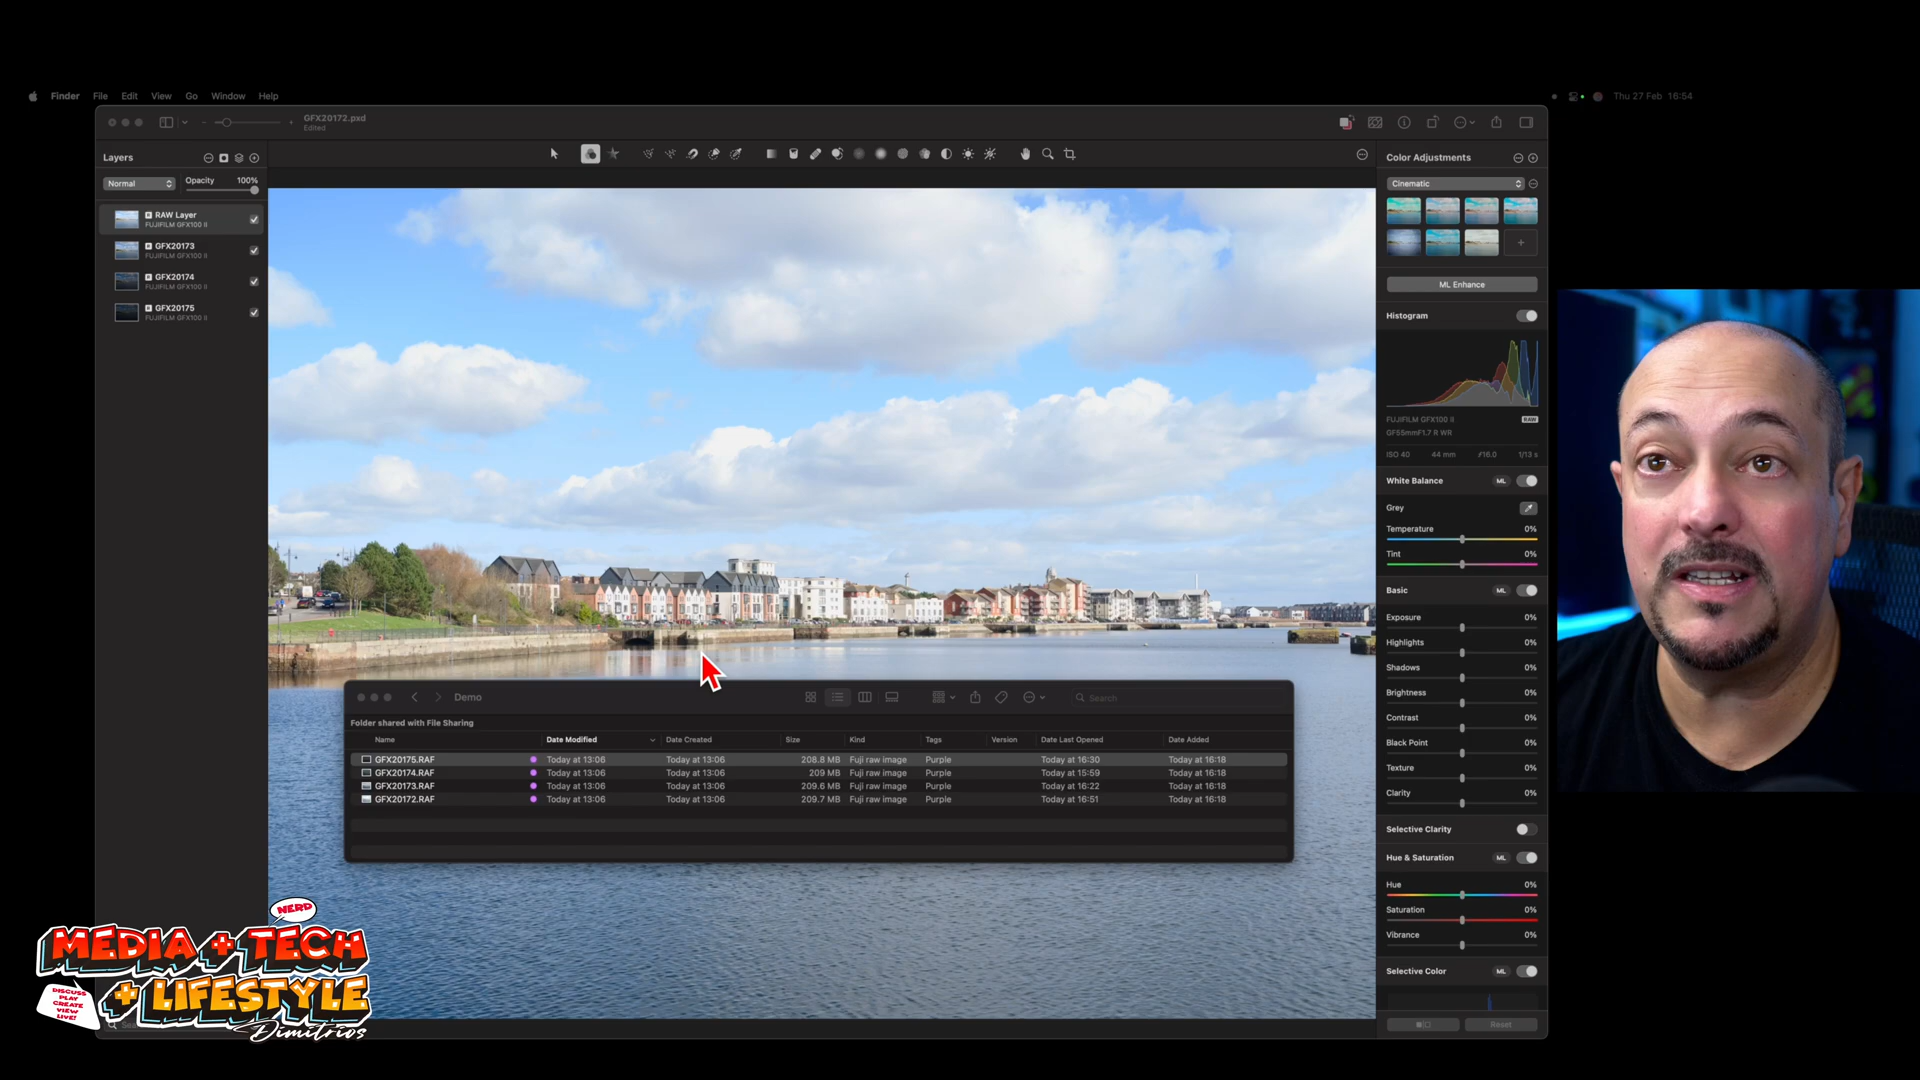 Finder File Edit View Go Window Help
Thu 27 Feb 16:54
GFX20172.pxd
Edited
Layers
Normal
Opacity 100%
RAW Layer
FUJIFILM GFX100 II
GFX20173
FUJIFILM GFX100 II
GFX20174
FUJIFILM GFX100 II
GFX20175
FUJIFILM GFX100 II
Color Adjustments
Cinematic
ML Enhance
Histogram
FUJIFILM GFX100 II
RAW
GF55mmF1.7 R WR
ISO 40 44 mm ƒ16.0 1/13 s
White Balance ML
Grey
Temperature 0%
Tint 0%
Basic ML
Exposure 0%
Highlights 0%
Shadows 0%
Brightness 0%
Contrast 0%
Black Point 0%
Texture 0%
Clarity 0%
Selective Clarity
Hue & Saturation ML
Hue 0%
Saturation 0%
Vibrance 0%
Selective Color ML
Reset
Demo
Search
Folder shared with File Sharing
Name Date Modified Date Created Size Kind Tags Version Date Last Opened Date Added
GFX20175.RAF Today at 13:06 Today at 13:06 208.8 MB Fuji raw image Purple Today at 16:30 Today at 16:18
GFX20174.RAF Today at 13:06 Today at 13:06 209 MB Fuji raw image Purple Today at 15:59 Today at 16:18
GFX20173.RAF Today at 13:06 Today at 13:06 209.6 MB Fuji raw image Purple Today at 16:22 Today at 16:18
GFX20172.RAF Today at 13:06 Today at 13:06 209.7 MB Fuji raw image Purple Today at 16:51 Today at 16:18
NERD
MEDIA + TECH
+ LIFESTYLE
DISCUSS
PLAY
CREATE
VIEW
LIVE!
Dimitrios